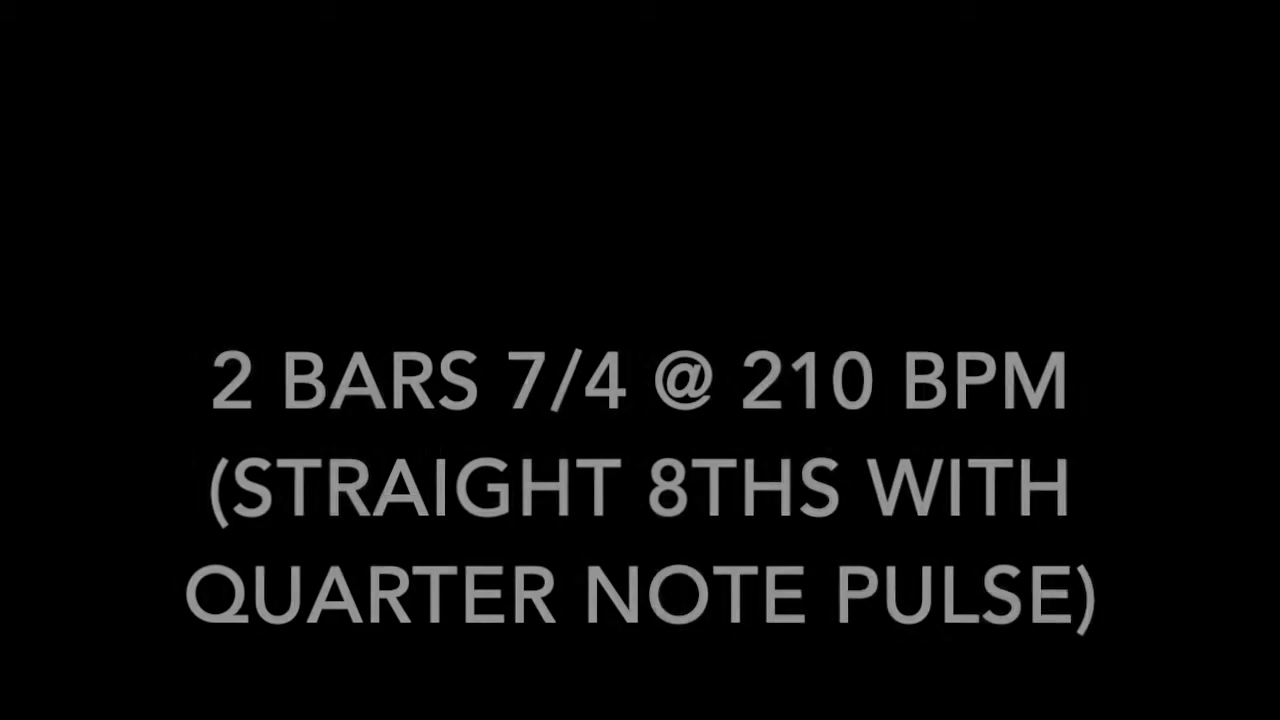 2 BARS 7/4 @ 210 BPM
(STRAIGHT 8THS WITH
QUARTER NOTE PULSE)